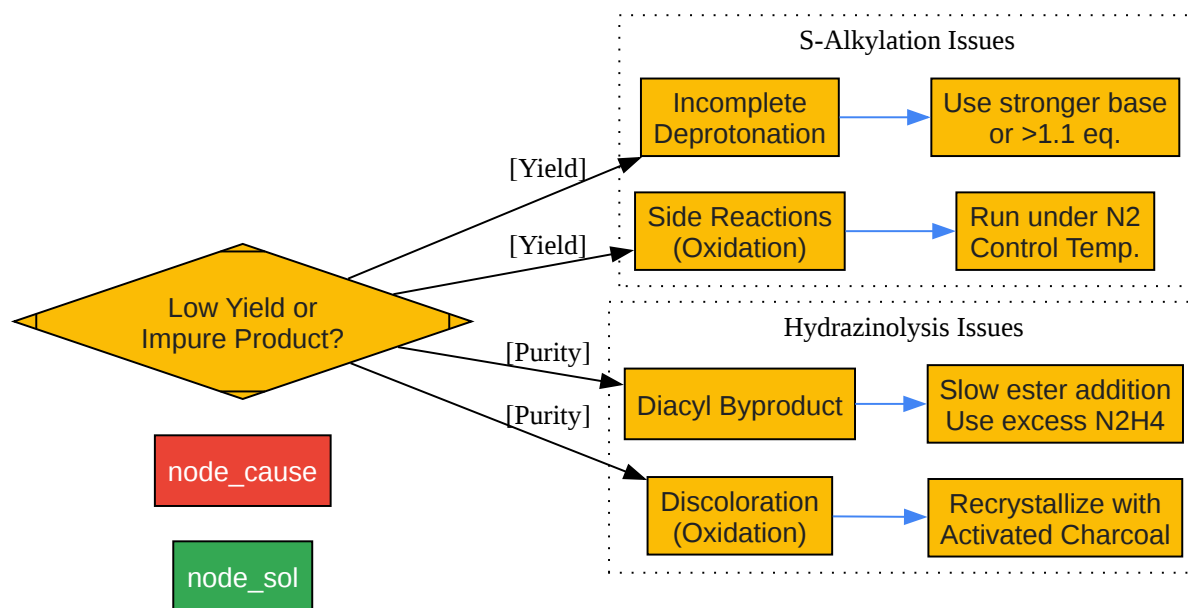 S-Alkylation Issues
Incomplete
Deprotonation
Use stronger base
or >1.1 eq.
[Yield]
Side Reactions
(Oxidation)
Run under N2
Control Temp.
[Yield]
Low Yield or
Impure Product?
Hydrazinolysis Issues
[Purity]
Diacyl Byproduct
Slow ester addition
Use excess N2H4
[Purity]
Discoloration
(Oxidation)
Recrystallize with
Activated Charcoal
node_cause
node_sol